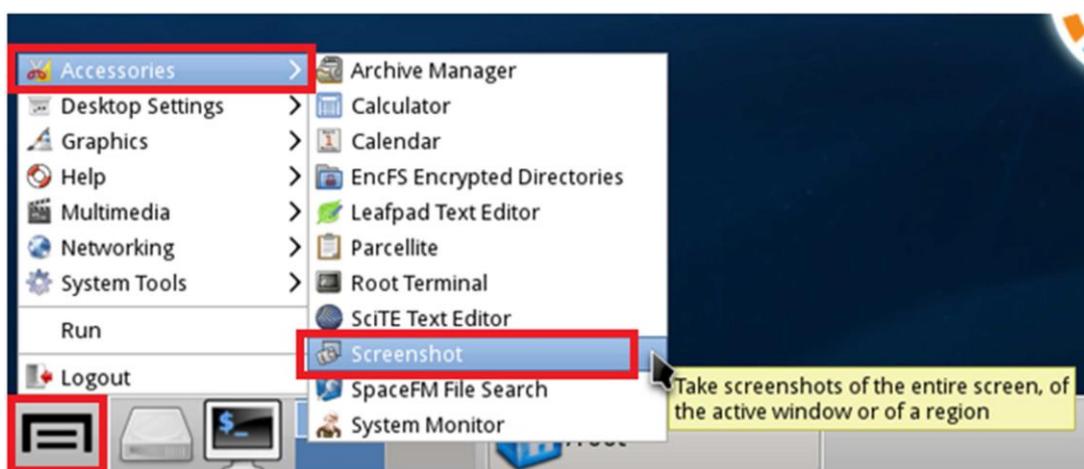 Accessories
Desktop Settings
Graphics
Help
Multimedia
Networking
System Tools
Run
Logout
Archive Manager
Calculator
Calendar
EncFS Encrypted Directories
Leafpad Text Editor
Parcellite
Root Terminal
SciTE Text Editor
Screenshot
SpaceFM File Search
System Monitor
Take screenshots of the entire screen, of
the active window or of a region
$_